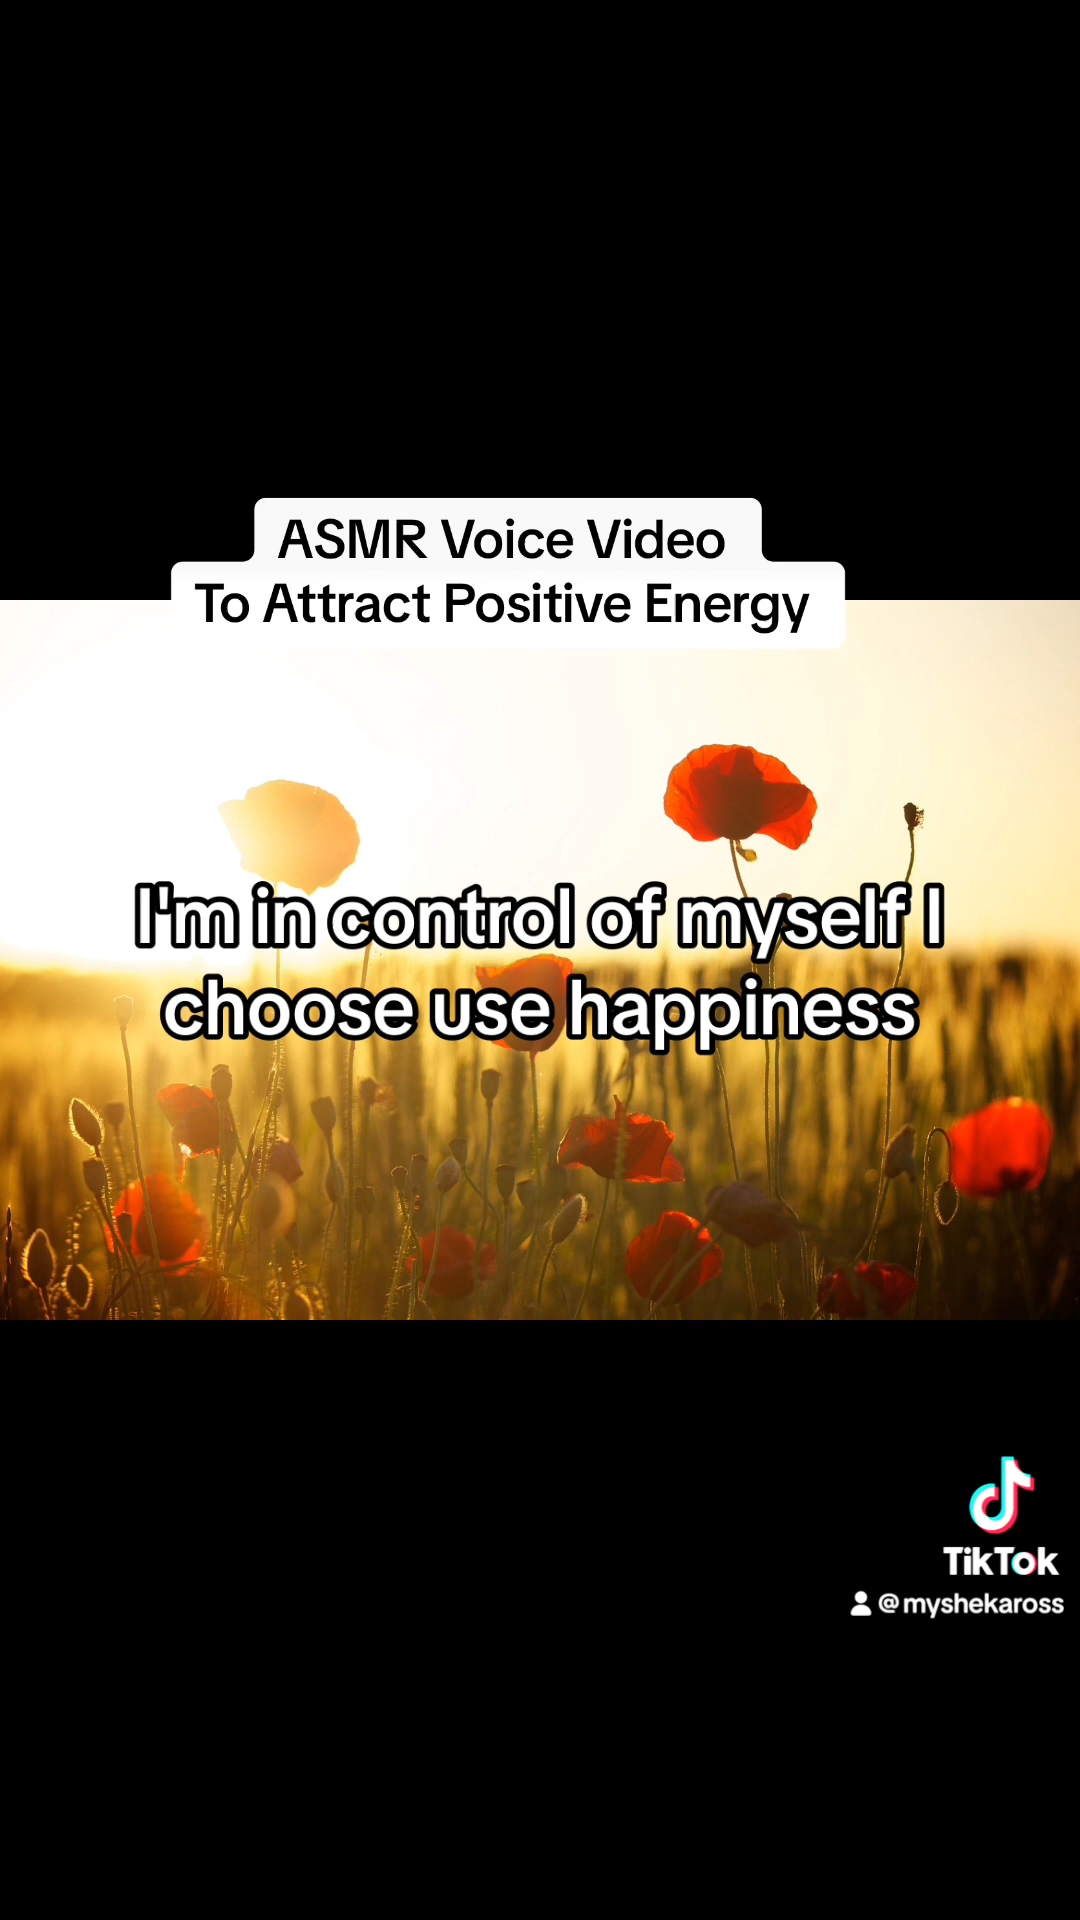 ASMR Voice Video
To Attract Positive Energy
I'm in control of myself I
choose use happiness
TikTok
@myshekaross